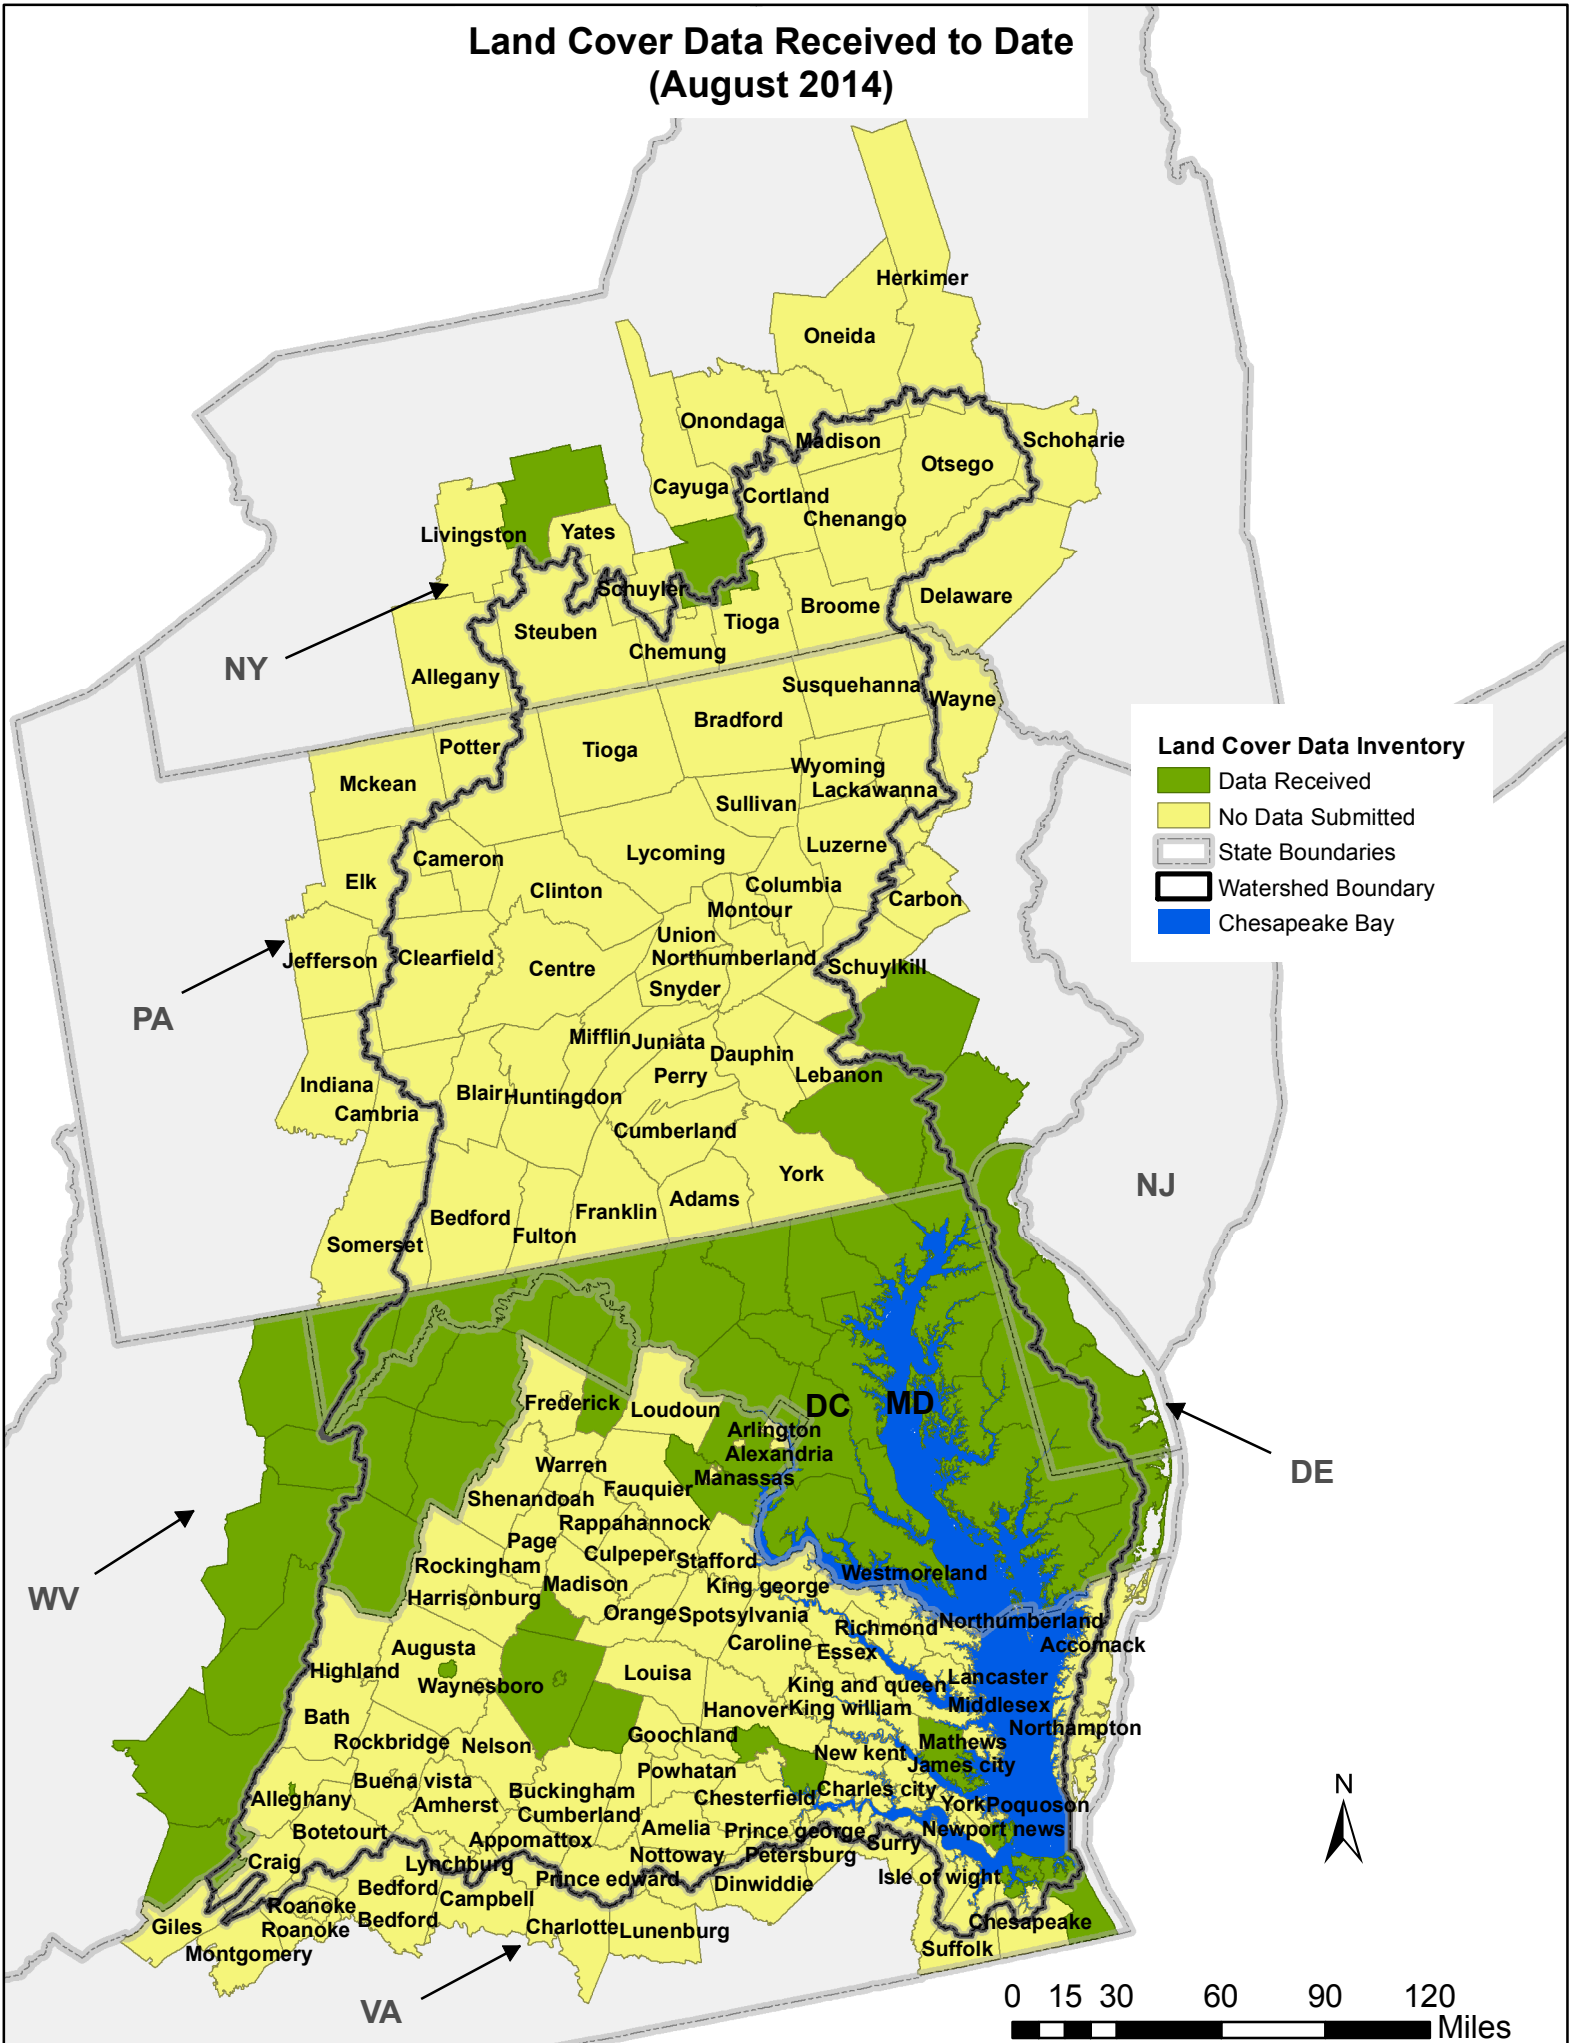 Land Cover Data Received to Date
(August 2014)
Herkimer
Oneida
Onondaga
Madison
Schoharie
Otsego
Cayuga
Cortland
Chenango
Livingston
Yates
Schuyler
Delaware
Broome
Tioga
Steuben
Chemung
NY
Allegany
Susquehanna
Wayne
Bradford
Potter
Tioga
Land Cover Data Inventory
Data Received
No Data Submitted
State Boundaries
Watershed Boundary
Chesapeake Bay
Wyoming
Mckean
Lackawanna
Sullivan
Luzerne
Lycoming
Cameron
Elk
Clinton
Columbia
Carbon
Montour
Union
Northumberland
Jefferson
Clearfield
Centre
Schuylkill
Snyder
PA
Mifflin
Juniata
Dauphin
Lebanon
Perry
Indiana
Blair
Huntingdon
Cambria
Cumberland
York
NJ
Adams
Franklin
Bedford
Fulton
Somerset
DC
MD
Frederick
Loudoun
Arlington
Alexandria
Manassas
DE
Warren
Fauquier
Shenandoah
Rappahannock
Page
Culpeper
Stafford
Rockingham
Westmoreland
Madison
King george
WV
Harrisonburg
Orange
Spotsylvania
Richmond
Northumberland
Caroline
Accomack
Augusta
Essex
Highland
Louisa
Lancaster
Waynesboro
King and queen
Middlesex
Hanover
King william
Bath
Northampton
Goochland
Rockbridge
Nelson
Mathews
New kent
James city
Powhatan
Buena vista
Buckingham
Charles city
Alleghany
Chesterfield
Amherst
York
Poquoson
Cumberland
Amelia
Prince george
Newport news
Botetourt
Appomattox
Surry
Nottoway
Petersburg
Craig
Lynchburg
Isle of wight
Prince edward
Dinwiddie
Bedford
Campbell
Roanoke
Bedford
Chesapeake
Giles
Roanoke
Charlotte
Lunenburg
Montgomery
Suffolk
VA
N
0 15 30 60 90 120
Miles